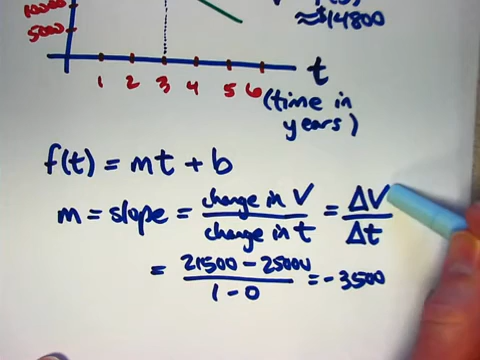 10000
≈$14800
5000
1 2 3 4 5 6
t
(time in
years)
f(t) = mt + b
m = slope = change in V / change in t = ΔV / Δt
= 21500 - 25000 / 1 - 0 = -3500